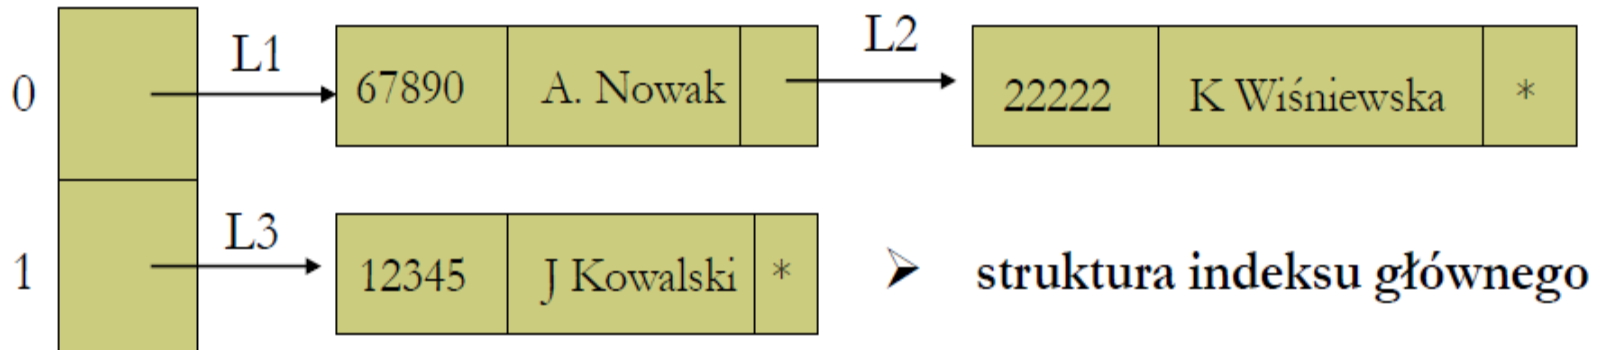 0 L1 67890 A. Nowak L2 22222 K Wiśniewska *
1 L3 12345 J Kowalski * ➢ struktura indeksu głównego